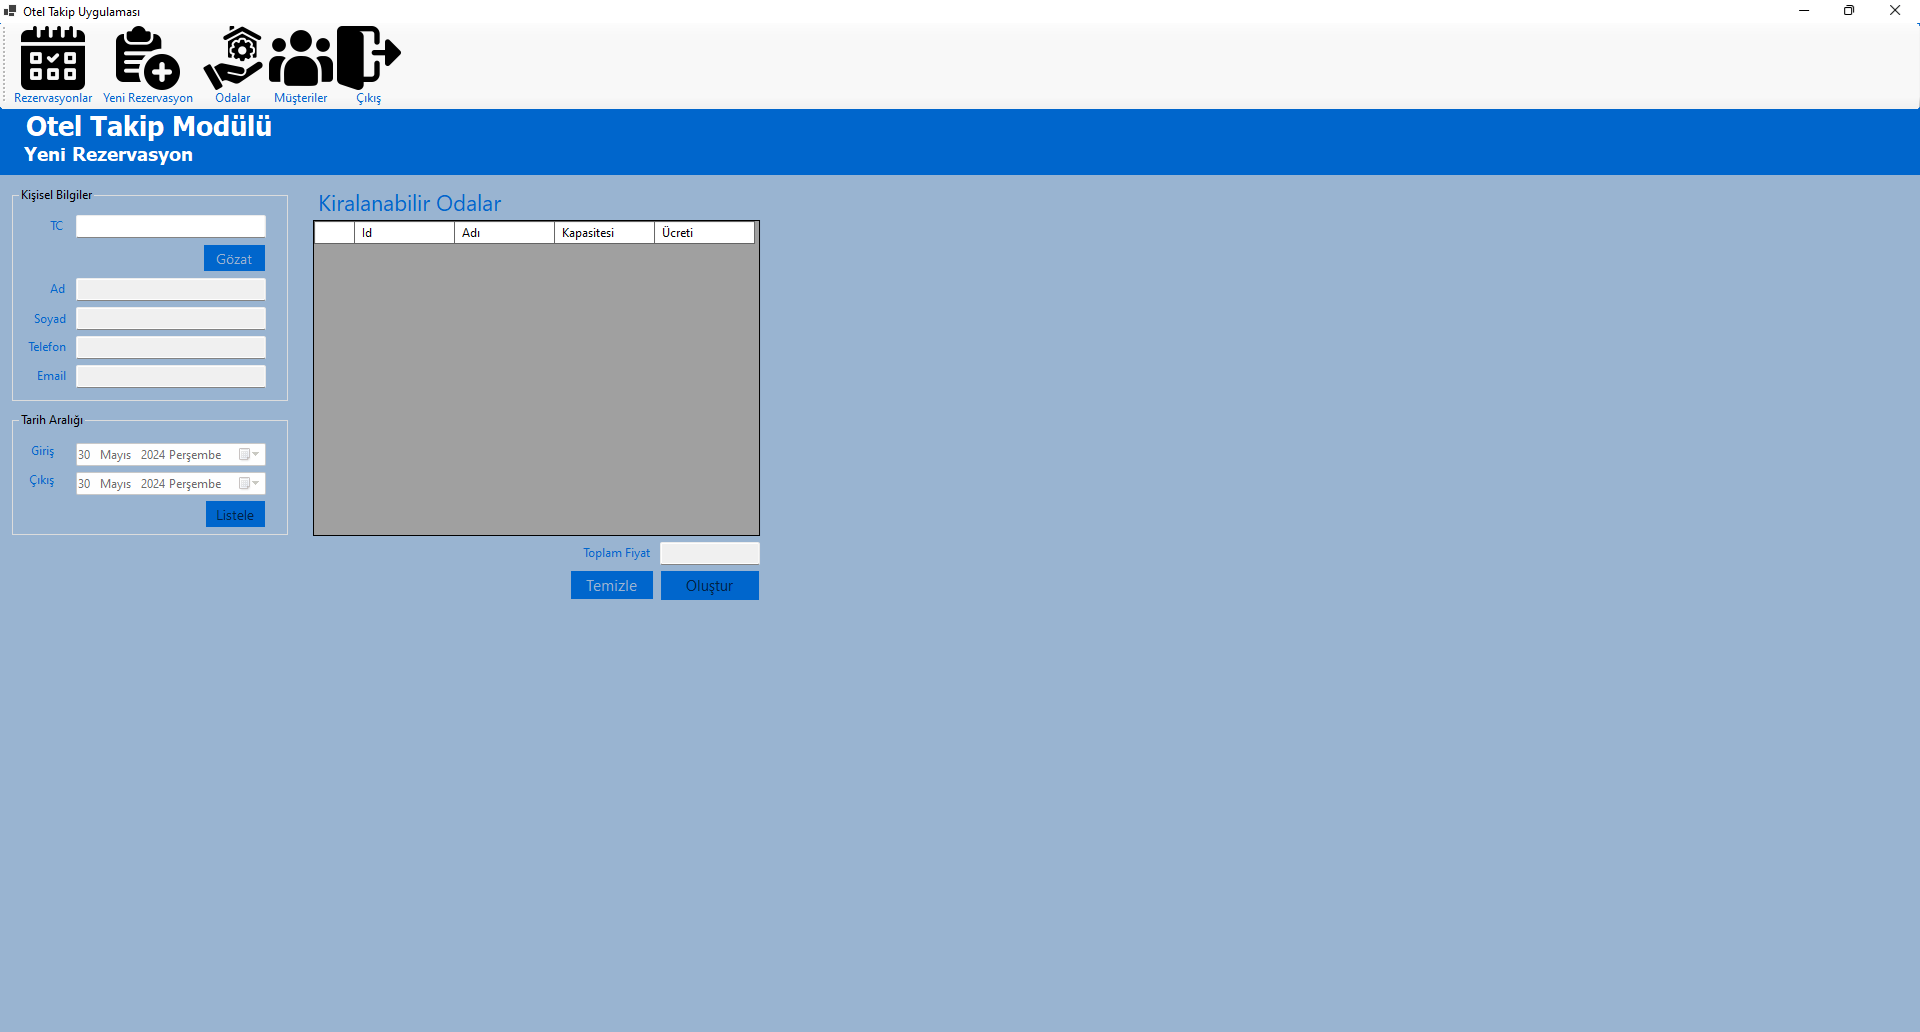 Otel Takip Uygulaması
Rezervasyonlar Yeni Rezervasyon Odalar Müşteriler Çıkış
Otel Takip Modülü
Yeni Rezervasyon
Kişisel Bilgiler
TC
Gözat
Ad
Soyad
Telefon
Email
Tarih Aralığı
Giriş 30 Mayıs 2024 Perşembe
Çıkış 30 Mayıs 2024 Perşembe
Listele
Kiralanabilir Odalar
Id Adı Kapasitesi Ücreti
Toplam Fiyat
Temizle Oluştur